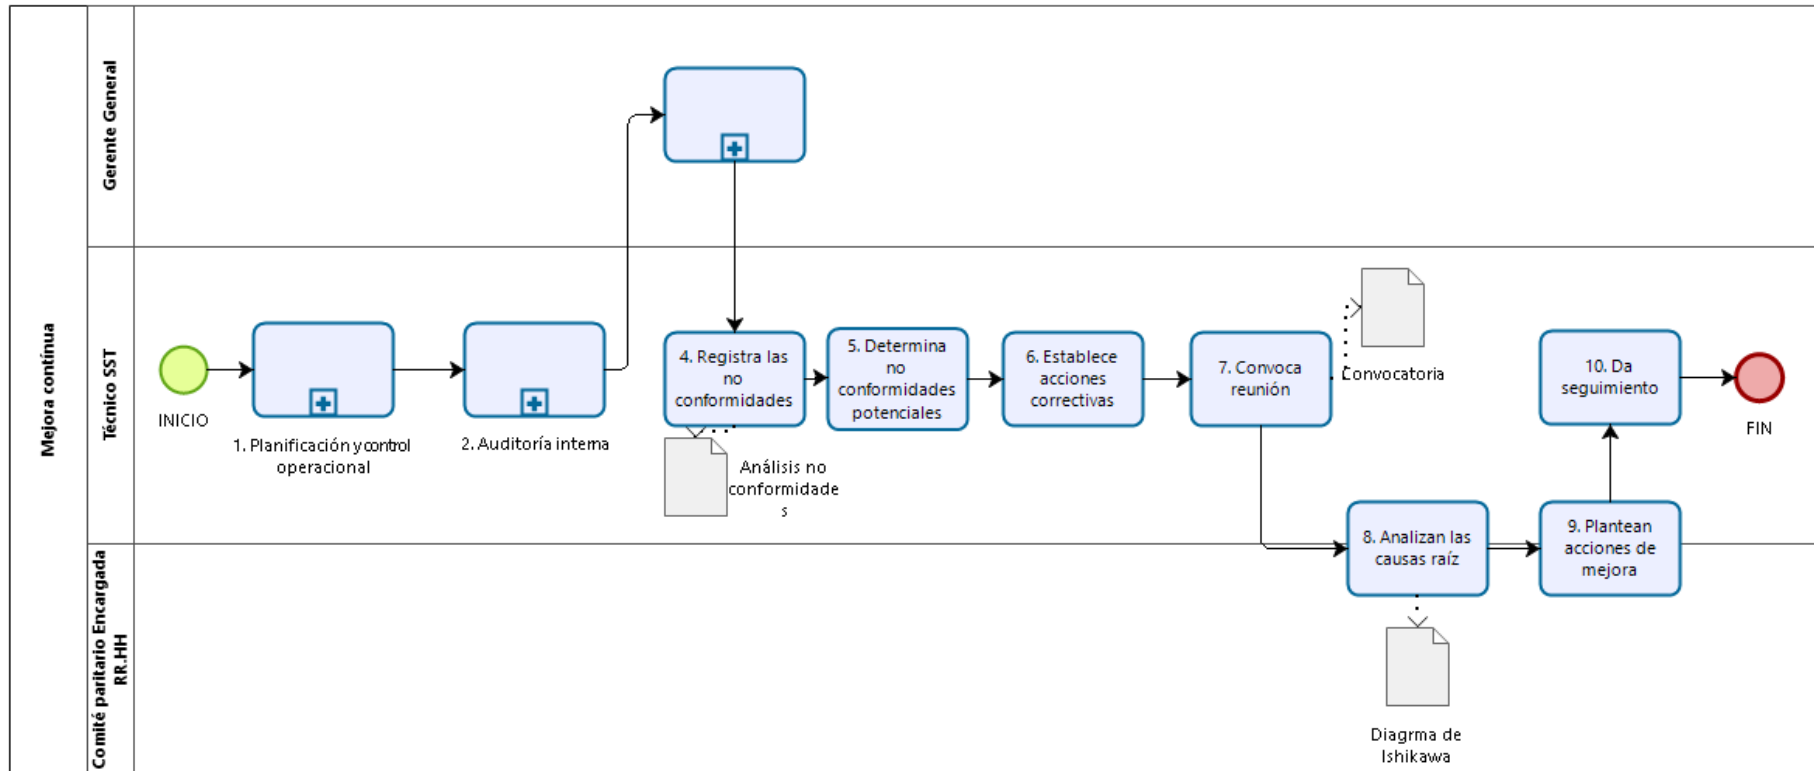 Mejora contínua
Gerente General
Técnico SST
Comité paritario Encargada
RR.HH
INICIO
1. Planificación y control
operacional
2. Auditoría interna
4. Registra las
no
conformidades
Análisis no
conformidade
s
5. Determina
no
conformidades
potenciales
6. Establece
acciones
correctivas
7. Convoca
reunión
Convocatoria
8. Analizan las
causas raíz
Diagrma de
Ishikawa
9. Plantean
acciones de
mejora
10. Da
seguimiento
FIN